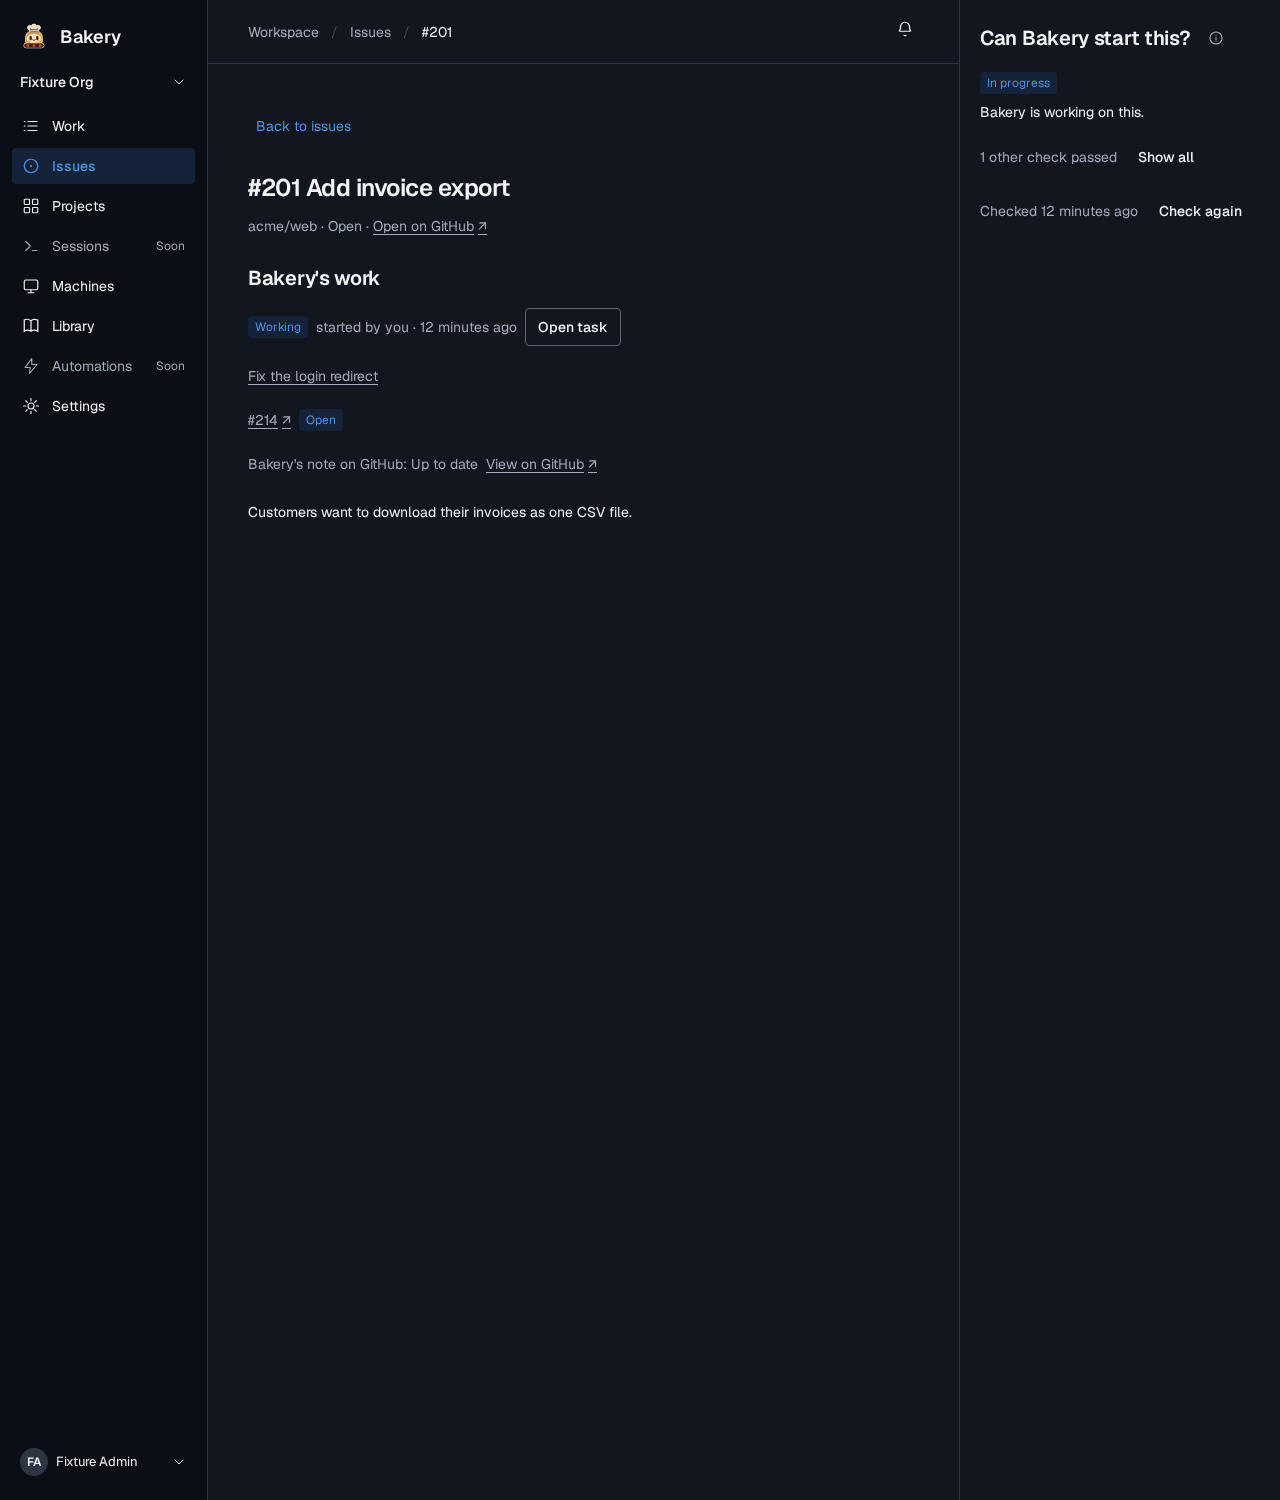 Bakery
Fixture Org
Work
Issues
Projects
Sessions Soon
Machines
Library
Automations Soon
Settings
FA Fixture Admin
Workspace / Issues / #201
Back to issues
#201 Add invoice export
acme/web · Open · Open on GitHub ↗
Bakery's work
Working started by you · 12 minutes ago Open task
Fix the login redirect
#214 ↗ Open
Bakery's note on GitHub: Up to date View on GitHub ↗
Customers want to download their invoices as one CSV file.
Can Bakery start this?
In progress
Bakery is working on this.
1 other check passed Show all
Checked 12 minutes ago Check again